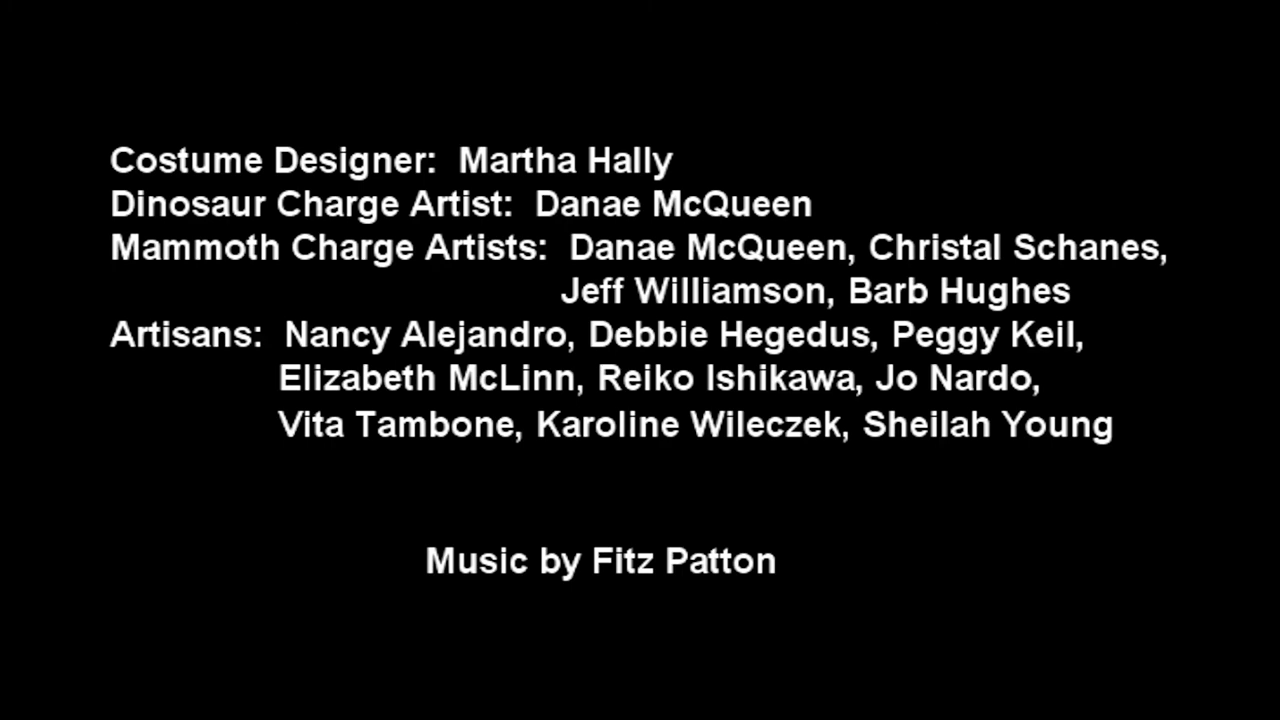 Costume Designer:  Martha Hally
Dinosaur Charge Artist:  Danae McQueen
Mammoth Charge Artists:  Danae McQueen, Christal Schanes,
Jeff Williamson, Barb Hughes
Artisans:  Nancy Alejandro, Debbie Hegedus, Peggy Keil,
Elizabeth McLinn, Reiko Ishikawa, Jo Nardo,
Vita Tambone, Karoline Wileczek, Sheilah Young
Music by Fitz Patton